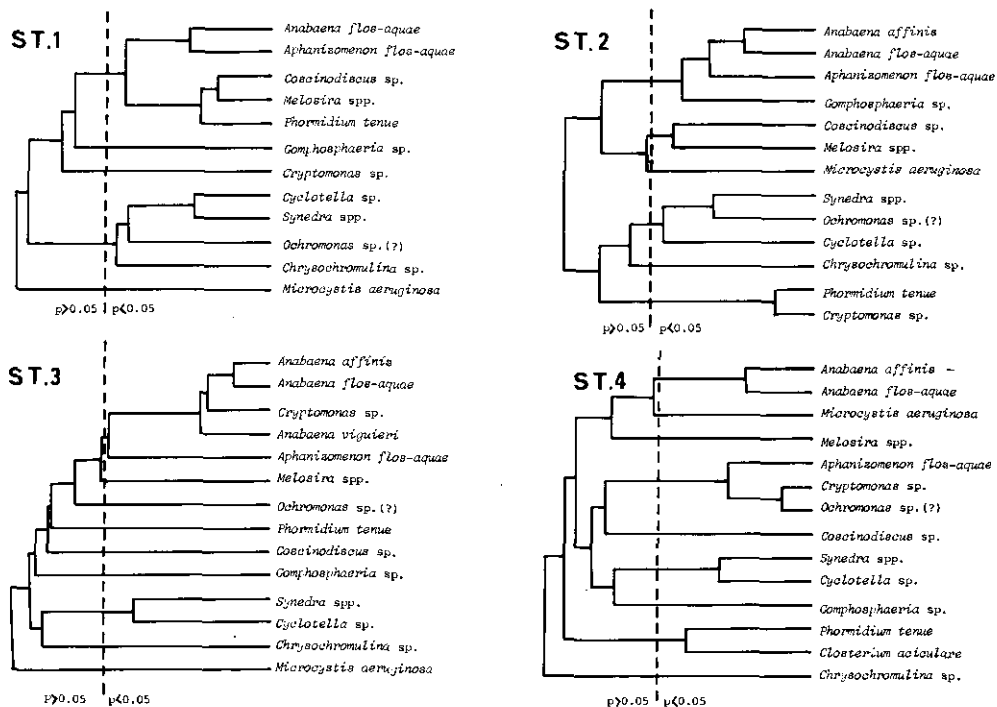 ST.1
Anabaena flos-aquae
Aphanizomenon flos-aquae
Coscinodiscus sp.
Melosira spp.
Phormidium tenue
Gomphosphaeria sp.
Cryptomonas sp.
Cyclotella sp.
Synedra spp.
Ochromonas sp.(?)
Chrysochromulina sp.
Microcystis aeruginosa
p>0.05 p<0.05
ST.2
Anabaena affinis
Anabaena flos-aquae
Aphanizomenon flos-aquae
Gomphosphaeria sp.
Coscinodiscus sp.
Melosira spp.
Microcystis aeruginosa
Synedra spp.
Ochromonas sp.(?)
Cyclotella sp.
Chrysochromulina sp.
Phormidium tenue
Cryptomonas sp.
p>0.05 p<0.05
ST.3
Anabaena affinis
Anabaena flos-aquae
Cryptomonas sp.
Anabaena viguieri
Aphanizomenon flos-aquae
Melosira spp.
Ochromonas sp.(?)
Phormidium tenue
Coscinodiscus sp.
Gomphosphaeria sp.
Synedra spp.
Cyclotella sp.
Chrysochromulina sp.
Microcystis aeruginosa
P>0.05 p<0.05
ST.4
Anabaena affinis
Anabaena flos-aquae
Microcystis aeruginosa
Melosira spp.
Aphanizomenon flos-aquae
Cryptomonas sp.
Ochromonas sp.(?)
Coscinodiscus sp.
Synedra spp.
Cyclotella sp.
Gomphosphaeria sp.
Phormidium tenue
Closterium aciculare
Chrysochromulina sp.
p>0.05 p<0.05